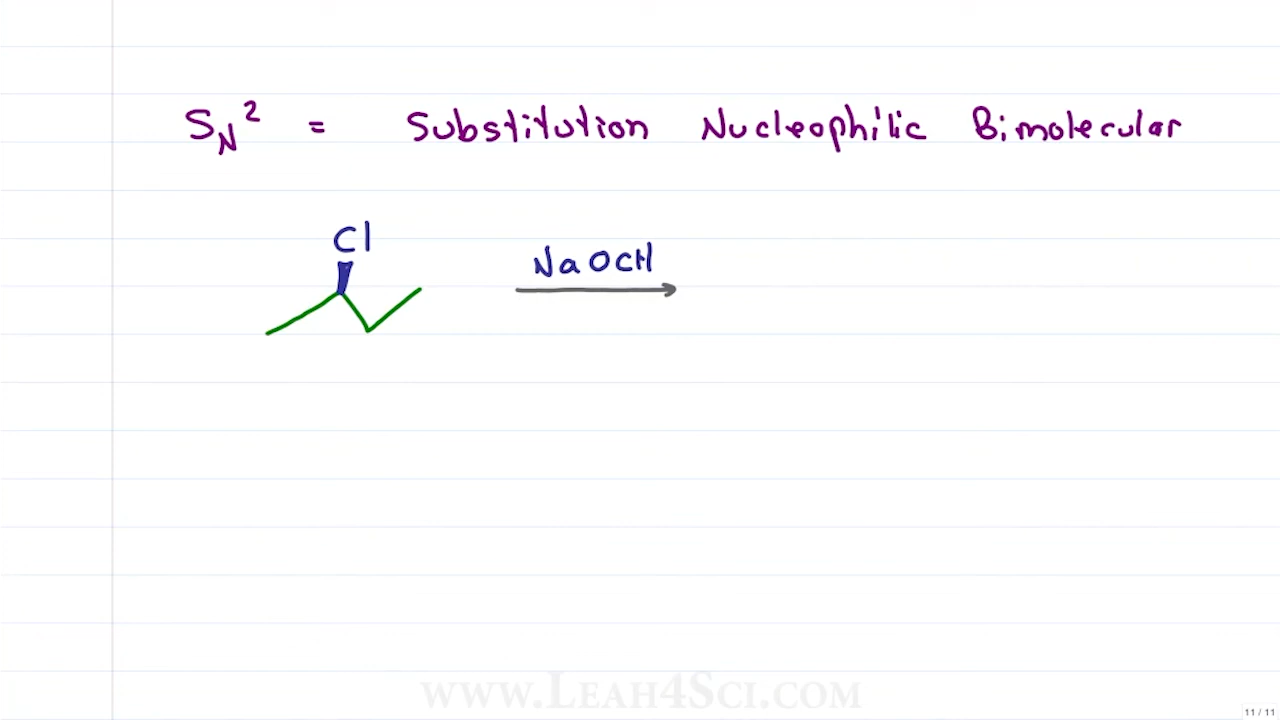 SN2 = Substitution Nucleophilic Bimolecular
Cl
NaOCH
www.Leah4Sci.com
11 / 11